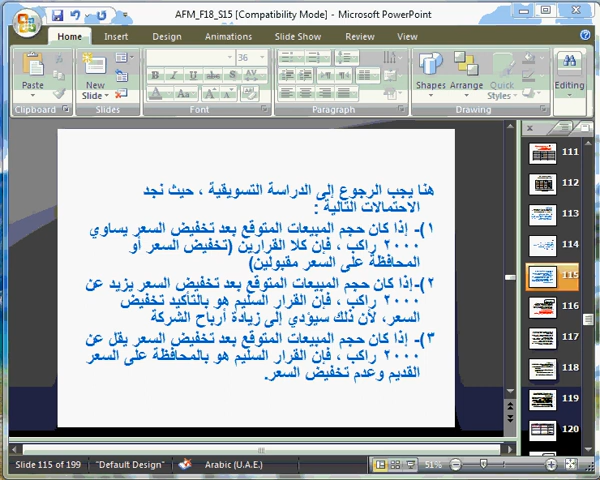 AFM_F18_S15 [Compatibility Mode] - Microsoft PowerPoint
Home Insert Design Animations Slide Show Review View
Paste
New Slide
36
Shapes Arrange Quick Styles
Editing
Clipboard Slides Font Paragraph Drawing
هنا يجب الرجوع إلى الدراسة التسويقية ، حيث نجد
الاحتمالات التالية :
١)- إذا كان حجم المبيعات المتوقع بعد تخفيض السعر يساوي
٢٠٠٠ راكب ، فإن كلا القرارين (تخفيض السعر أو
المحافظة على السعر مقبولين)
٢)-إذا كان حجم المبيعات المتوقع بعد تخفيض السعر يزيد عن
٢٠٠٠ راكب ، فإن القرار السليم هو بالتأكيد تخفيض
السعر، لأن ذلك سيؤدي إلى زيادة أرباح الشركة
٣)- إذا كان حجم المبيعات المتوقع بعد تخفيض السعر يقل عن
٢٠٠٠ راكب ، فإن القرار السليم هو بالمحافظة على السعر
القديم وعدم تخفيض السعر.
111
112
113
114
115
116
117
118
119
120
Slide 115 of 199 "Default Design" Arabic (U.A.E.) 51%